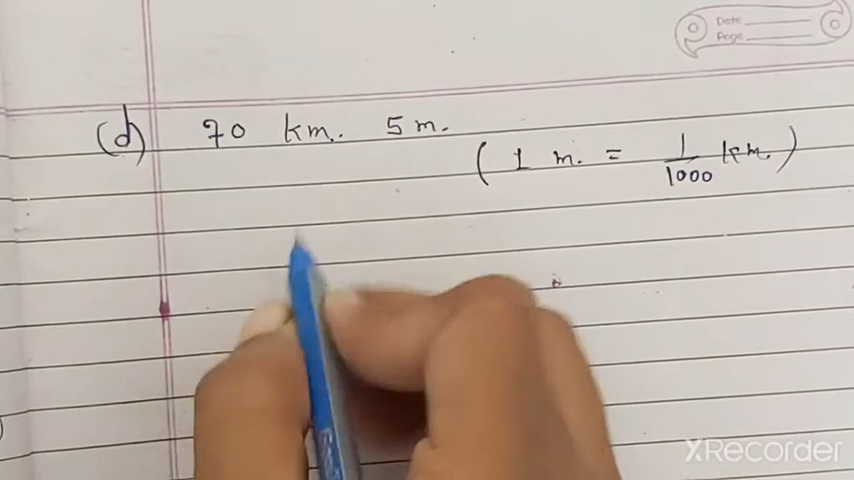 Date
Page
(d) 70 km. 5 m.
( 1 m. = 1/1000 km. )
XRecorder